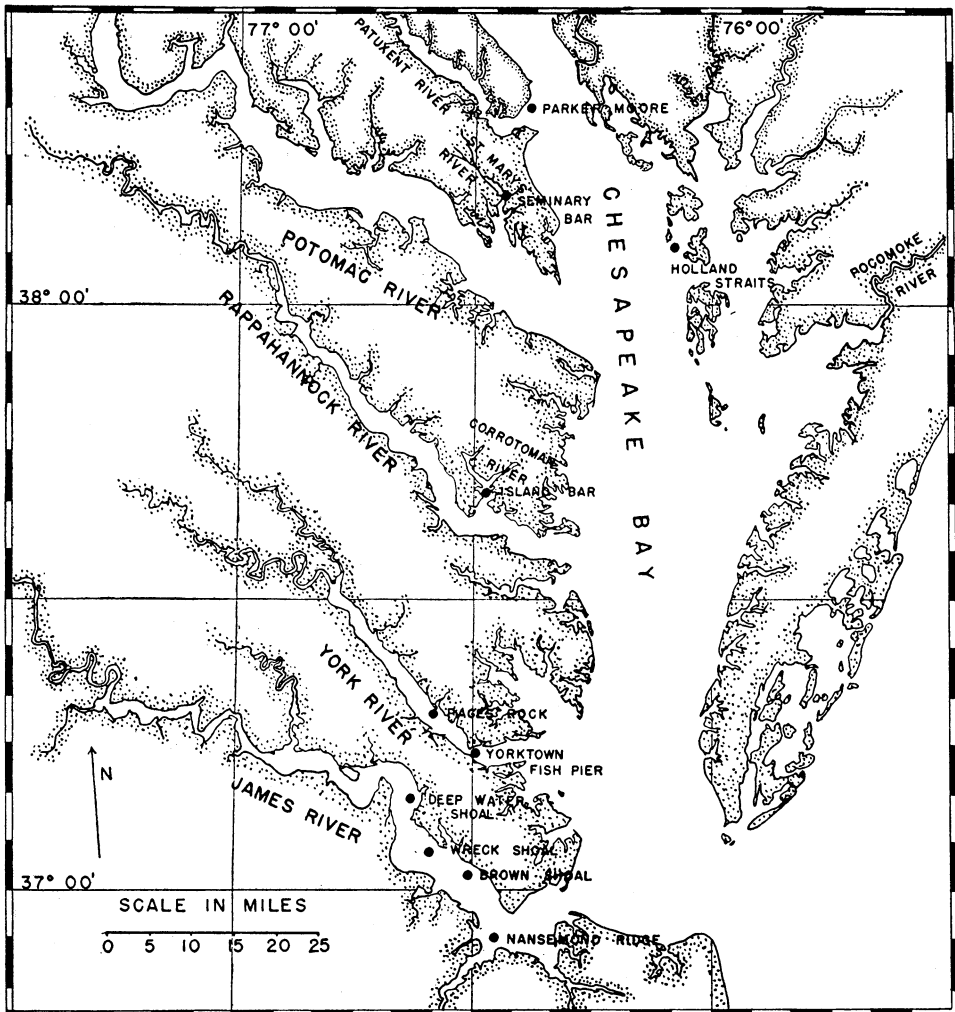 77° 00'
76° 00'
PATUXENT RIVER
PARKER MOORE
ST. MARY'S
RIVER
SEMINARY
BAR
CHESAPEAKE BAY
HOLLAND
STRAITS
POCOMOKE
RIVER
POTOMAC RIVER
38° 00'
RAPPAHANNOCK RIVER
CORROTOMAN
RIVER
ISLAND BAR
YORK RIVER
PAGES ROCK
YORKTOWN
FISH PIER
N
JAMES RIVER
DEEP WATER
SHOAL
WRECK SHOAL
BROWN SHOAL
37° 00'
SCALE IN MILES
0 5 10 15 20 25
NANSEMOND RIDGE